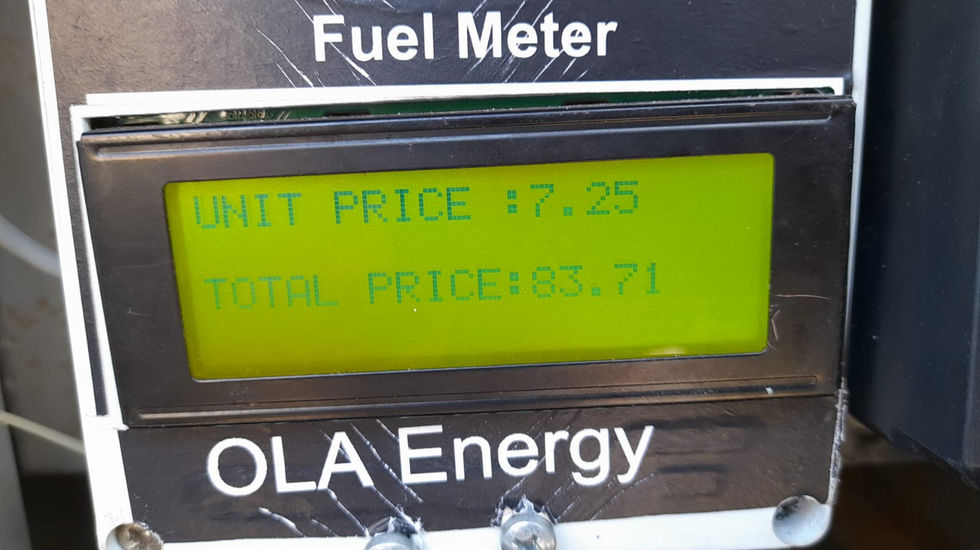 Fuel Meter
UNIT PRICE :7.25
TOTAL PRICE:83.71
OLA Energy